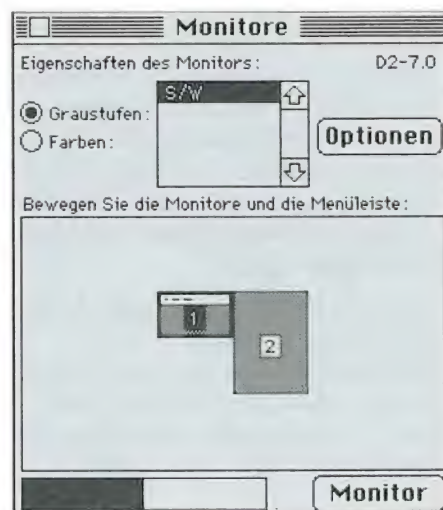 Monitore
Eigenschaften des Monitors: D2-7.0
S/W
Graustufen:
Farben:
Optionen
Bewegen Sie die Monitore und die Menüleiste:
1
2
Monitor